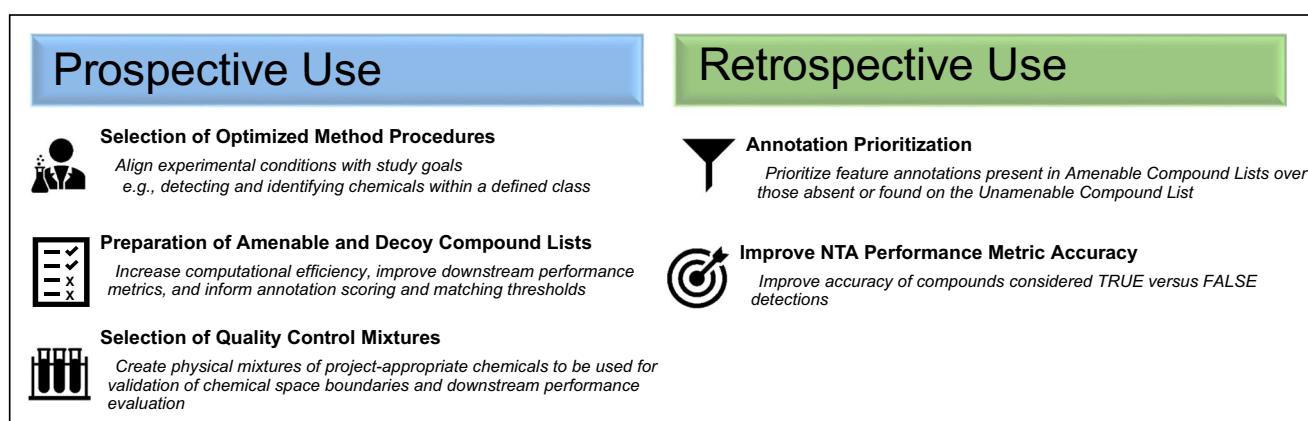 Prospective Use
Selection of Optimized Method Procedures
Align experimental conditions with study goals
e.g., detecting and identifying chemicals within a defined class
Preparation of Amenable and Decoy Compound Lists
Increase computational efficiency, improve downstream performance
metrics, and inform annotation scoring and matching thresholds
Selection of Quality Control Mixtures
Create physical mixtures of project-appropriate chemicals to be used for
validation of chemical space boundaries and downstream performance
evaluation
Retrospective Use
Annotation Prioritization
Prioritize feature annotations present in Amenable Compound Lists over
those absent or found on the Unamenable Compound List
Improve NTA Performance Metric Accuracy
Improve accuracy of compounds considered TRUE versus FALSE
detections